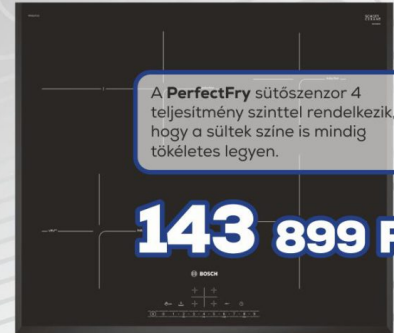 A PerfectFry sütőszenzor 4
teljesítmény szinttel rendelkezik,
hogy a sültek színe is mindig
tökéletes legyen.
143 899 F
BOSCH